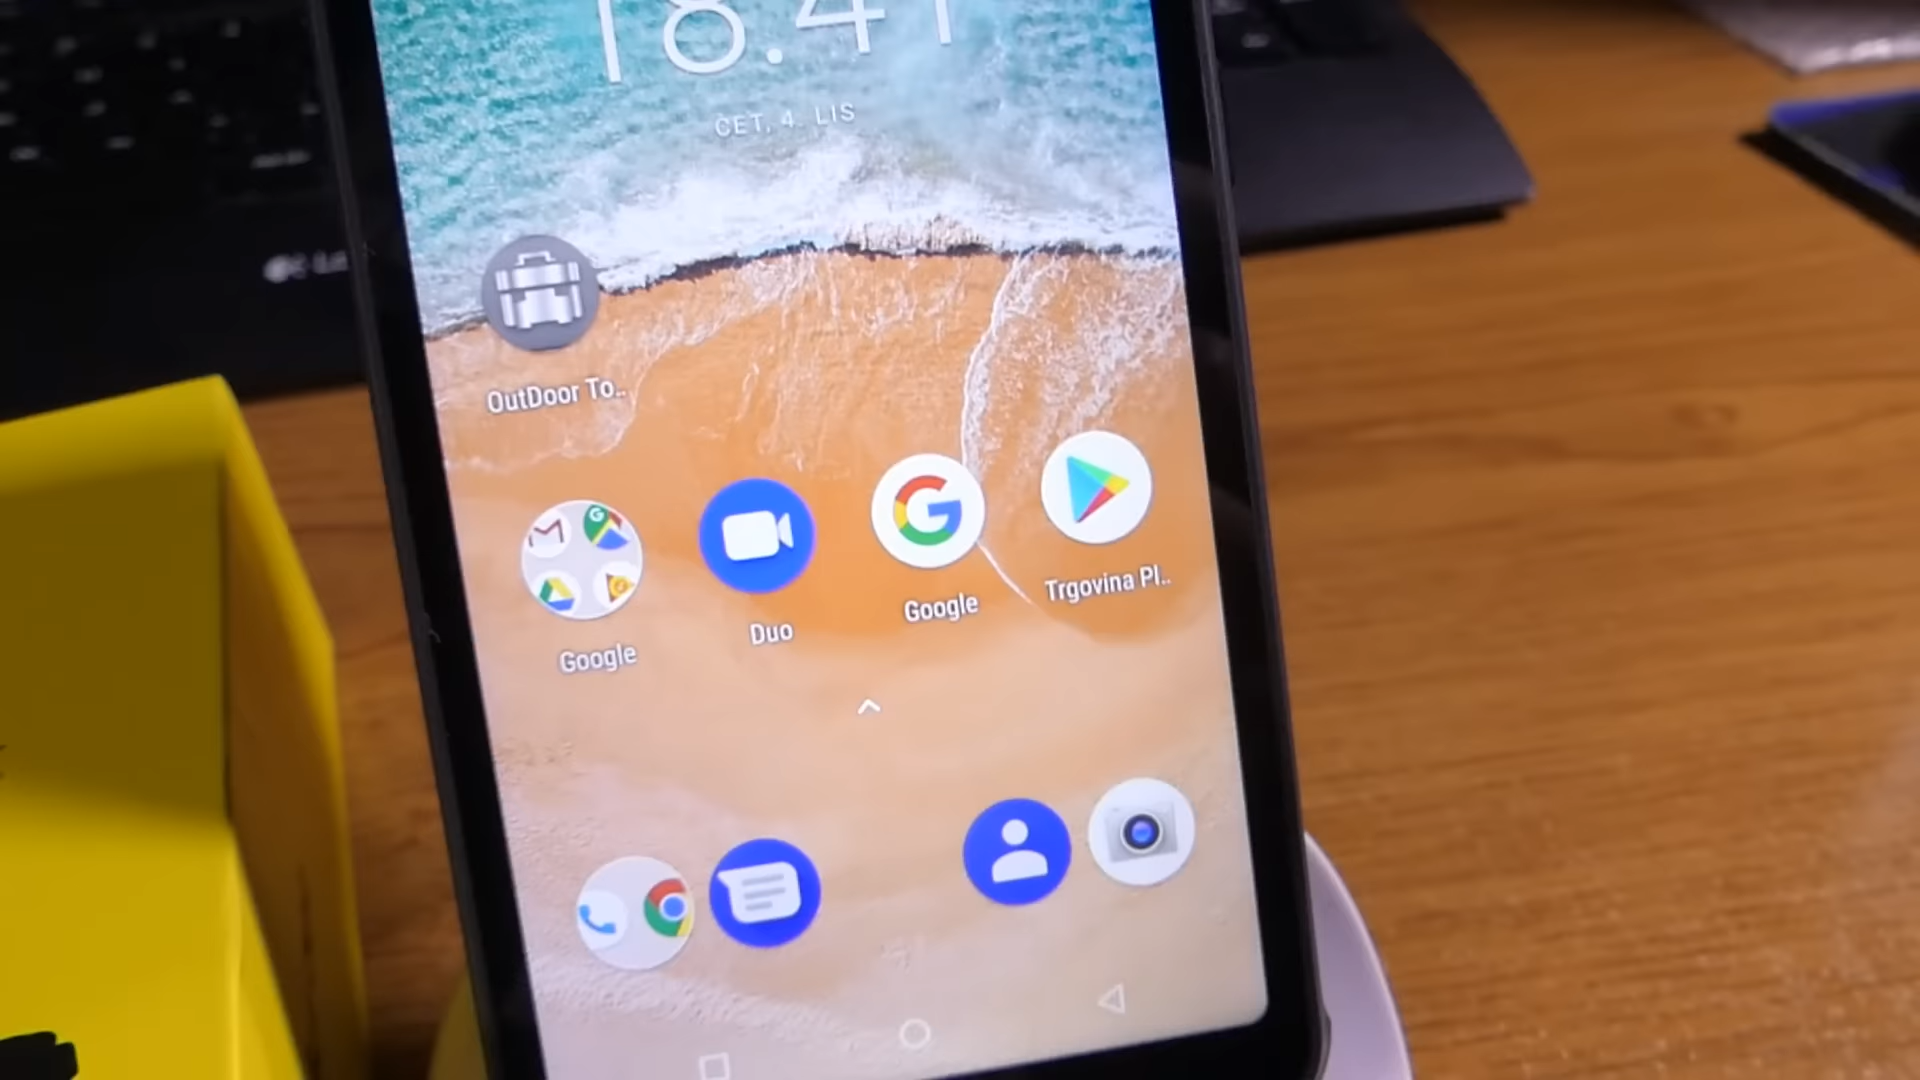 18.41
ČET, 4. LIS
OutDoor To..
Google
Duo
Google
Trgovina Pl..